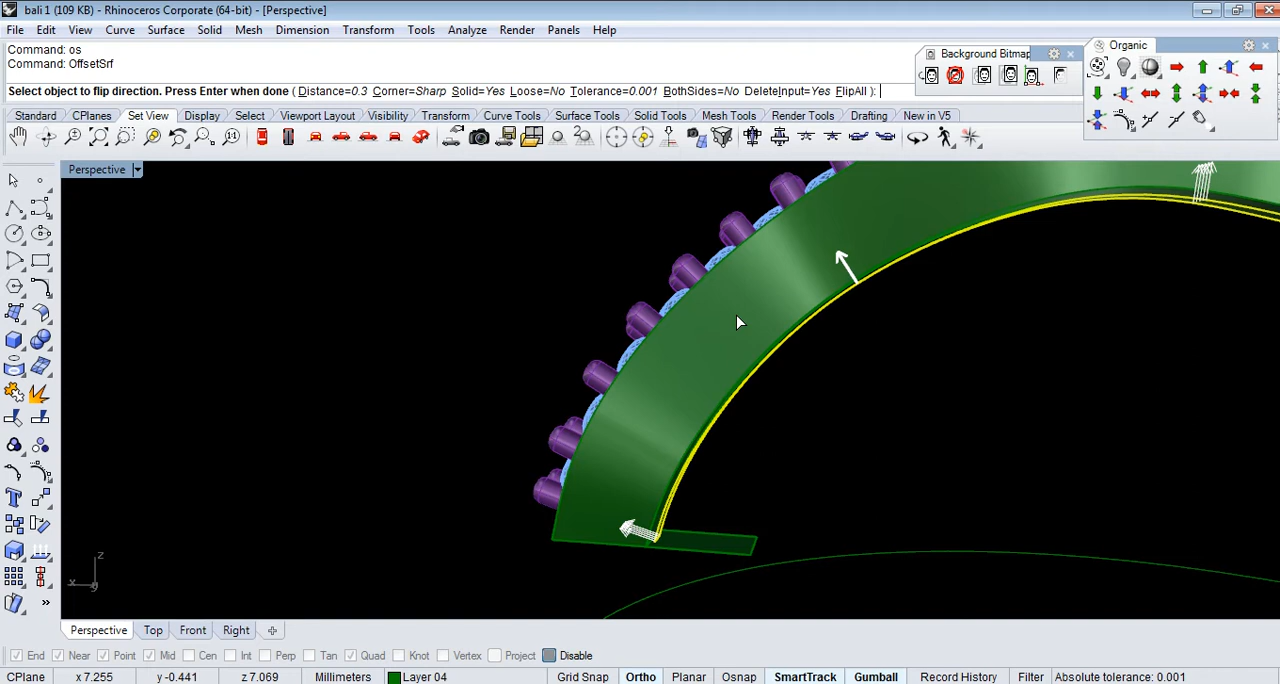 bali 1 (109 KB) - Rhinoceros Corporate (64-bit) - [Perspective]
File Edit View Curve Surface Solid Mesh Dimension Transform Tools Analyze Render Panels Help
Command: os
Command: OffsetSrf
Select object to flip direction. Press Enter when done ( Distance=0.3 Corner=Sharp Solid=Yes Loose=No Tolerance=0.001 BothSides=No DeleteInput=Yes FlipAll ):
Background Bitmap
Organic
Standard CPlanes Set View Display Select Viewport Layout Visibility Transform Curve Tools Surface Tools Solid Tools Mesh Tools Render Tools Drafting New in V5
Perspective
z
x
y
Perspective Top Front Right
End Near Point Mid Cen Int Perp Tan Quad Knot Vertex Project Disable
CPlane x 7.255 y -0.441 z 7.069 Millimeters Layer 04 Grid Snap Ortho Planar Osnap SmartTrack Gumball Record History Filter Absolute tolerance: 0.001